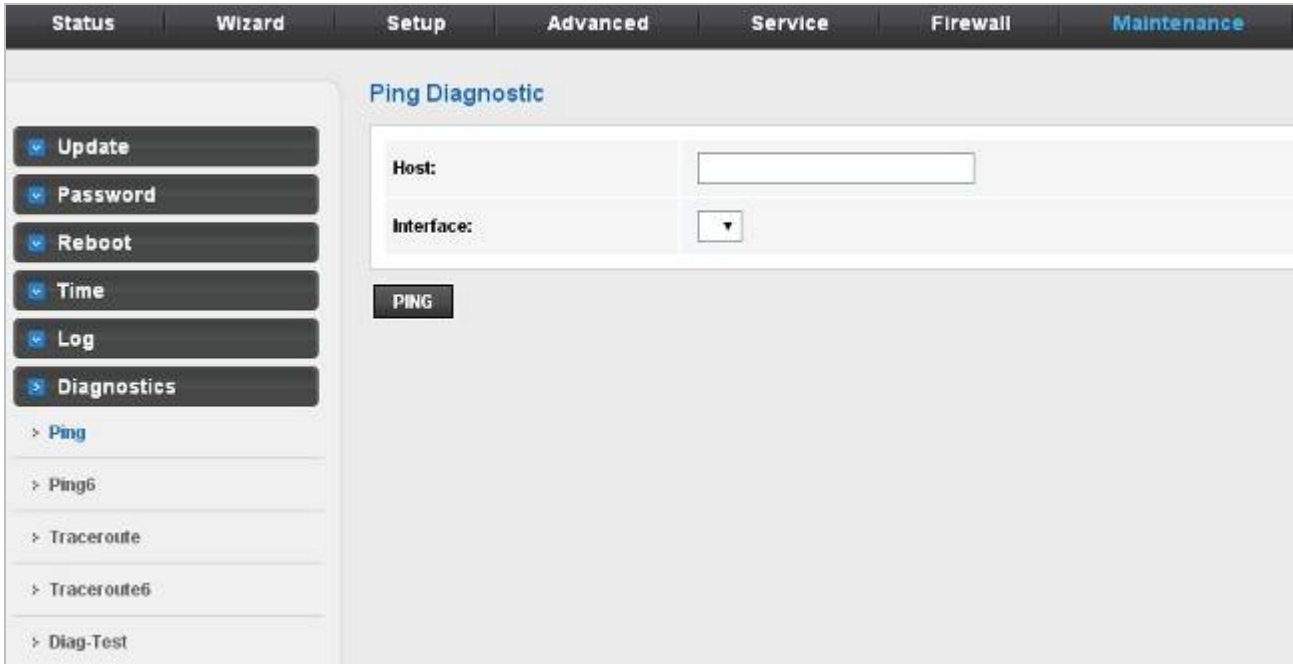 Status Wizard Setup Advanced Service Firewall Maintenance
Ping Diagnostic
Update
Password
Reboot
Time
Log
Diagnostics
> Ping
> Ping6
> Traceroute
> Traceroute6
> Diag-Test
Host:
Interface:
PING